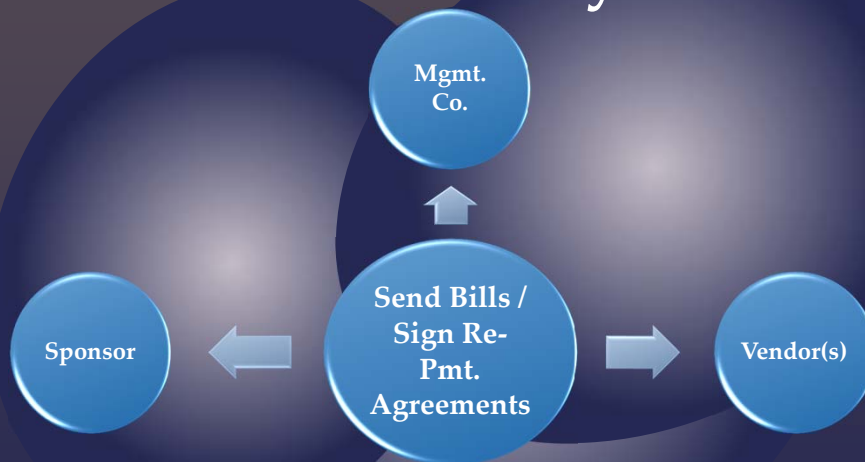 Mgmt.
Co.
Send Bills /
Sign Re-
Pmt.
Agreements
Sponsor
Vendor(s)